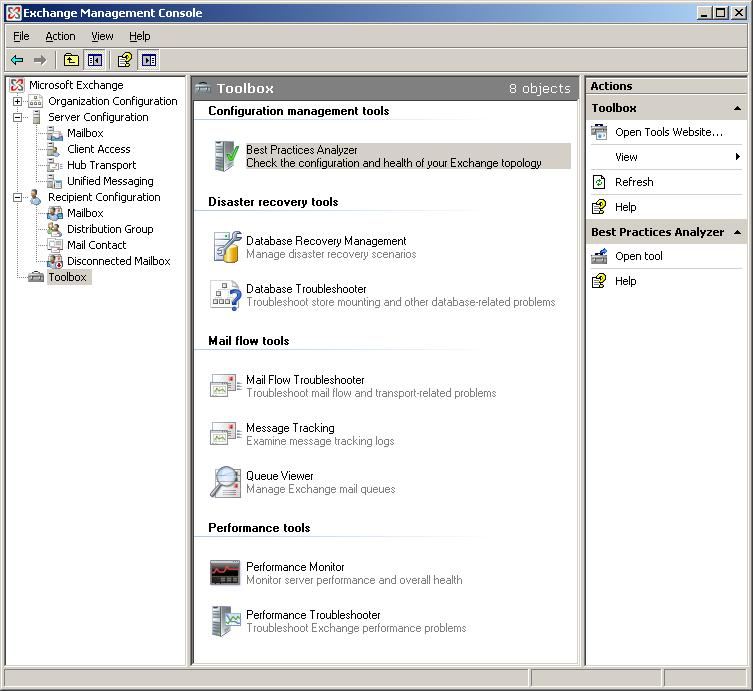 Exchange Management Console
File Action View Help
Microsoft Exchange
Organization Configuration
Server Configuration
Mailbox
Client Access
Hub Transport
Unified Messaging
Recipient Configuration
Mailbox
Distribution Group
Mail Contact
Disconnected Mailbox
Toolbox
Toolbox 8 objects
Configuration management tools
Best Practices Analyzer
Check the configuration and health of your Exchange topology
Disaster recovery tools
Database Recovery Management
Manage disaster recovery scenarios
Database Troubleshooter
Troubleshoot store mounting and other database-related problems
Mail flow tools
Mail Flow Troubleshooter
Troubleshoot mail flow and transport-related problems
Message Tracking
Examine message tracking logs
Queue Viewer
Manage Exchange mail queues
Performance tools
Performance Monitor
Monitor server performance and overall health
Performance Troubleshooter
Troubleshoot Exchange performance problems
Actions
Toolbox
Open Tools Website...
View
Refresh
Help
Best Practices Analyzer
Open tool
Help